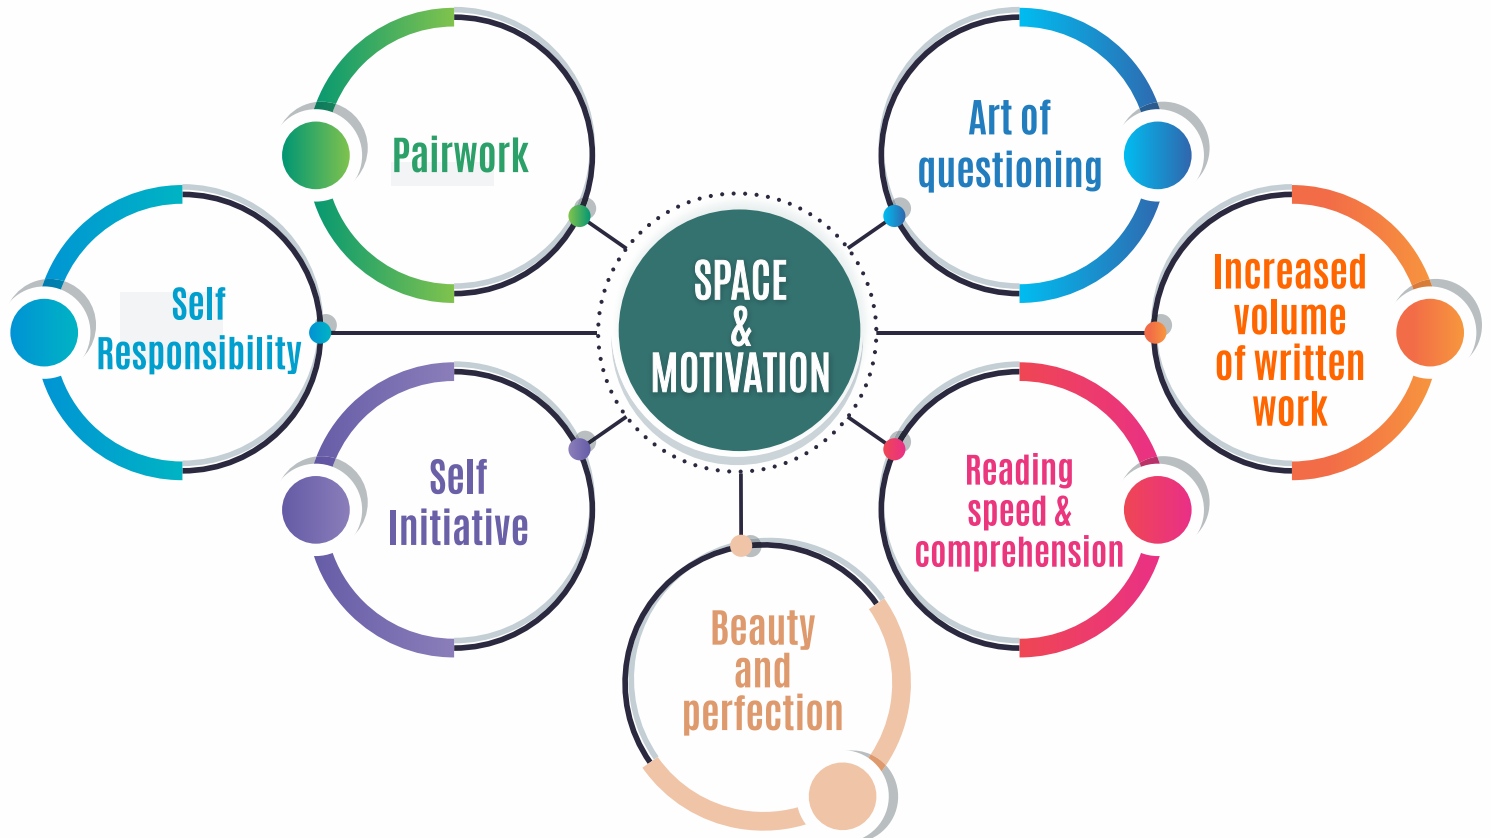 Pairwork
Art of
questioning
Self
Responsibility
SPACE
&
MOTIVATION
Increased
volume
of written
work
Self
Initiative
Reading
speed &
comprehension
Beauty
and
perfection